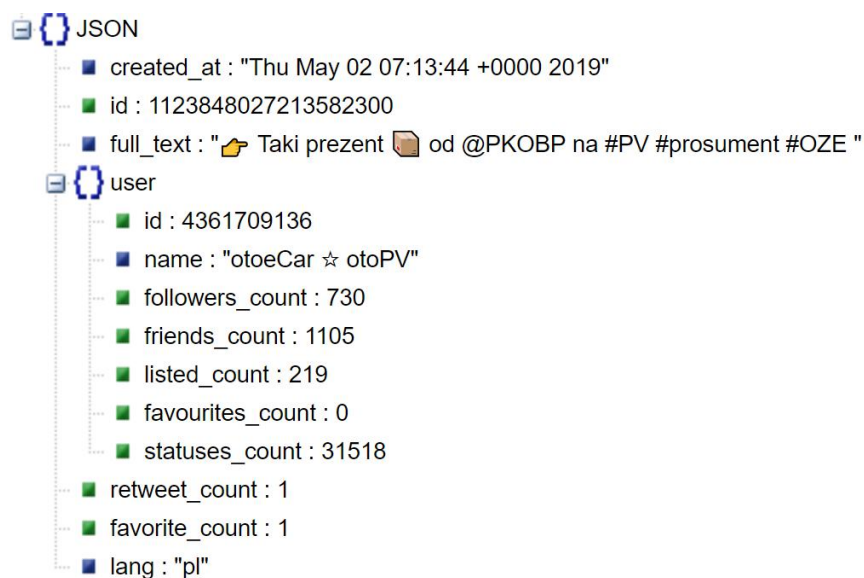 JSON
created_at : "Thu May 02 07:13:44 +0000 2019"
id : 1123848027213582300
full_text : "👉 Taki prezent 📦 od @PKOBP na #PV #prosument #OZE "
user
id : 4361709136
name : "otoeCar ☆ otoPV"
followers_count : 730
friends_count : 1105
listed_count : 219
favourites_count : 0
statuses_count : 31518
retweet_count : 1
favorite_count : 1
lang : "pl"